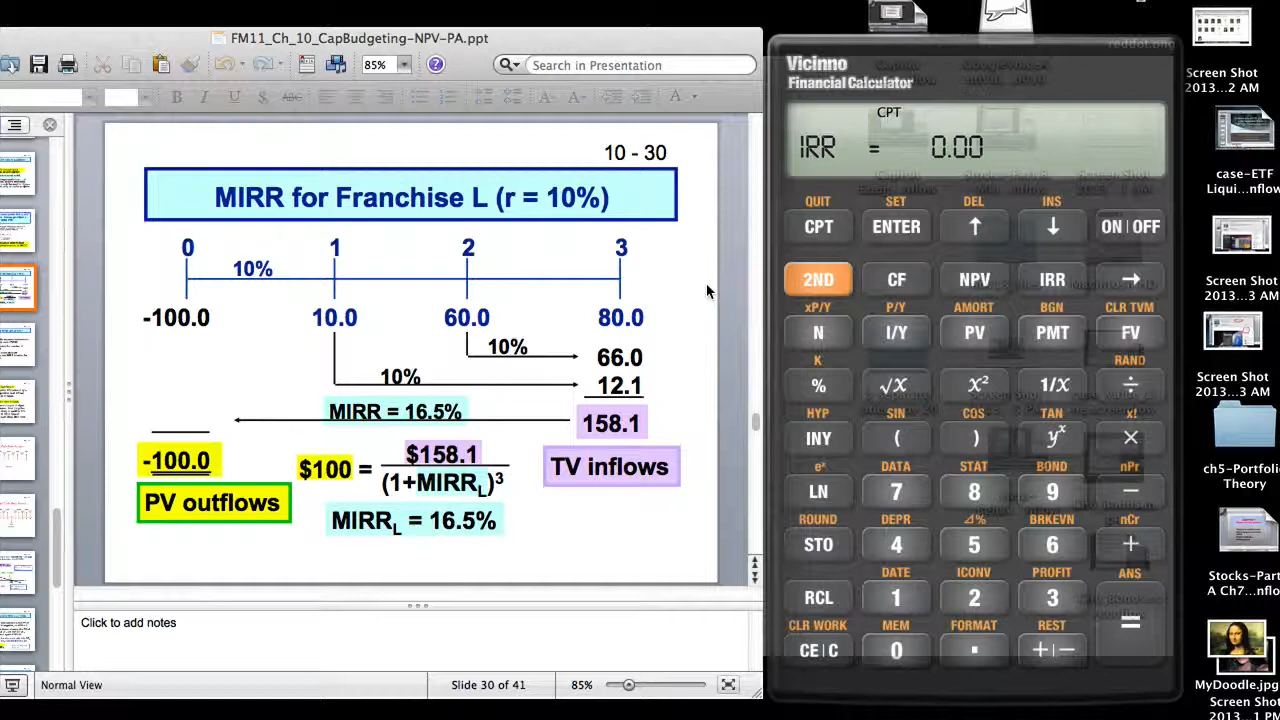 FM11_Ch_10_CapBudgeting-NPV-PA.ppt
85%
Search in Presentation
10 - 30
MIRR for Franchise L (r = 10%)
0 1 2 3
10%
-100.0 10.0 60.0 80.0
10%
66.0
10%
12.1
MIRR = 16.5%
158.1
-100.0
$100 = $158.1
(1+MIRRL)3
TV inflows
PV outflows
MIRRL = 16.5%
Click to add notes
Normal View
Slide 30 of 41
85%
Vicinno
Financial Calculator
CPT
IRR = 0.00
QUIT SET DEL INS
CPT ENTER ↑ ↓ ON|OFF
2ND CF NPV IRR →
xP/Y P/Y AMORT BGN CLR TVM
N I/Y PV PMT FV
K RAND
% √X X² 1/X ÷
HYP SIN COS TAN x!
INY ( ) yx ×
eˣ DATA STAT BOND nPr
LN 7 8 9 −
ROUND DEPR ⊿% BRKEVN nCr
STO 4 5 6 +
DATE ICONV PROFIT ANS
RCL 1 2 3 =
CLR WORK MEM FORMAT REST
CE|C 0 . +|−
reddot.png
Screen Shot
2013...2 AM
case-ETF
Liqui...nflow
Screen Shot
2013...3 AM
Screen Shot
2013...3 AM
ch5-Portfolio
Theory
Stocks-Part
A Ch7...nflo
MyDoodle.jpg
Screen Shot
2013...1 PM